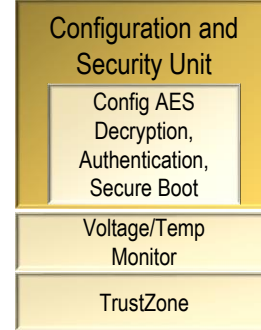 Configuration and
Security Unit
Config AES
Decryption,
Authentication,
Secure Boot
Voltage/Temp
Monitor
TrustZone